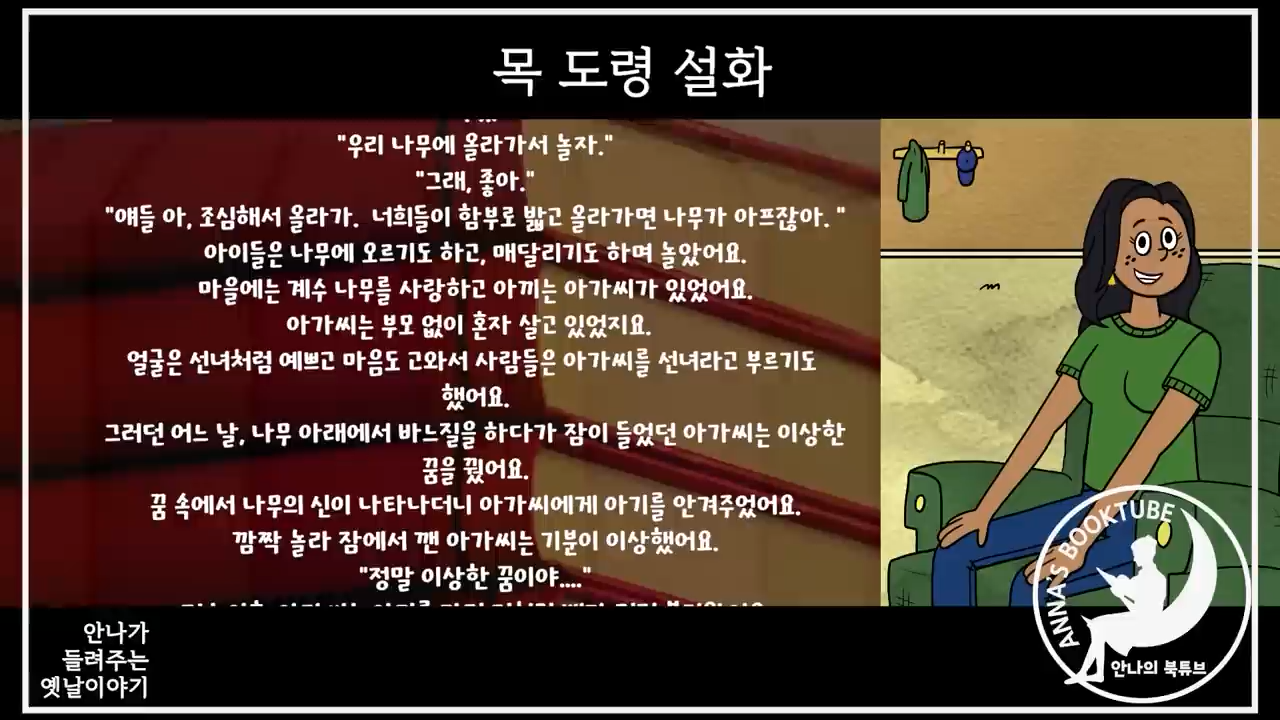 목 도령 설화
"우리 나무에 올라가서 놀자."
"그래, 좋아."
"얘들 아, 조심해서 올라가. 너희들이 함부로 밟고 올라가면 나무가 아프잖아. "
아이들은 나무에 오르기도 하고, 매달리기도 하며 놀았어요.
마을에는 계수 나무를 사랑하고 아끼는 아가씨가 있었어요.
아가씨는 부모 없이 혼자 살고 있었지요.
얼굴은 선녀처럼 예쁘고 마음도 고와서 사람들은 아가씨를 선녀라고 부르기도
했어요.
그러던 어느 날, 나무 아래에서 바느질을 하다가 잠이 들었던 아가씨는 이상한
꿈을 꿨어요.
꿈 속에서 나무의 신이 나타나더니 아가씨에게 아기를 안겨주었어요.
깜짝 놀라 잠에서 깬 아가씨는 기분이 이상했어요.
"정말 이상한 꿈이야...."
안나가
들려주는
옛날이야기
ANNA'S BOOKTUBE
안나의 북튜브